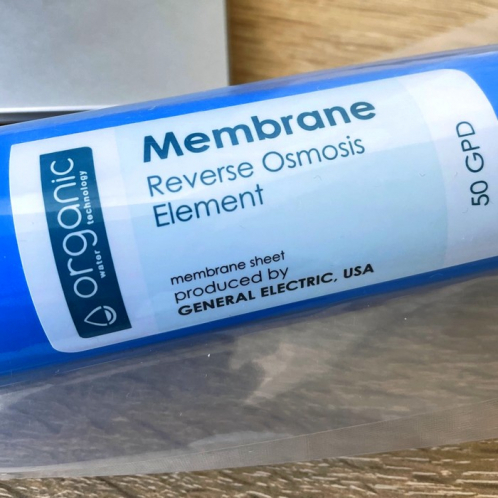 organic
water technology
Membrane
Reverse Osmosis
Element
membrane sheet
produced by
GENERAL ELECTRIC, USA
50 GPD